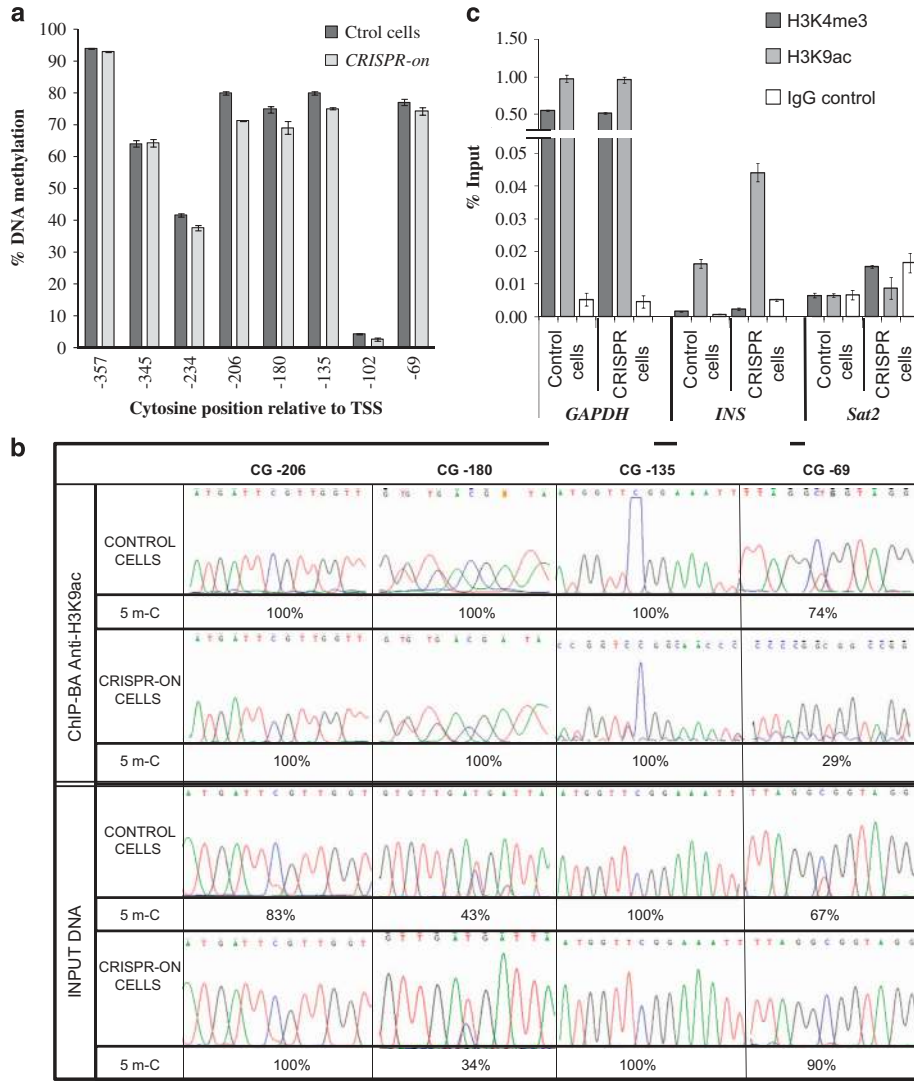 a
% DNA methylation
100
90
80
70
60
50
40
30
20
10
0
Ctrol cells
CRISPR-on
-357
-345
-234
-206
-180
-135
-102
-69
Cytosine position relative to TSS
c
% Input
1.50
1.00
0.50
0.05
0.04
0.03
0.02
0.01
0.00
H3K4me3
H3K9ac
IgG control
Control cells
CRISPR cells
Control cells
CRISPR cells
Control cells
CRISPR cells
GAPDH
INS
Sat2
b
CG -206
CG -180
CG -135
CG -69
ChIP-BA Anti-H3K9ac
CONTROL CELLS
A T G A T T C G T T G G T T
G T G T G A C G T A
A T G G T T C G G A A A T T
5 m-C
100%
100%
100%
74%
CRISPR-ON CELLS
A T G A T T C G T T G G T T
G T G T G A C G A T A
5 m-C
100%
100%
100%
29%
INPUT DNA
CONTROL CELLS
A T G A T T C G T T G G T
G T G T T G A T G A T T A
A T G G T T C G G A A A T T
T T A G G C G G T A G G
5 m-C
83%
43%
100%
67%
CRISPR-ON CELLS
A T G A T T C G T T G G T
G T T G A T G A T T A
A T G G T T C G G A A A T T
T T A G G C G G T A G G
5 m-C
100%
34%
100%
90%